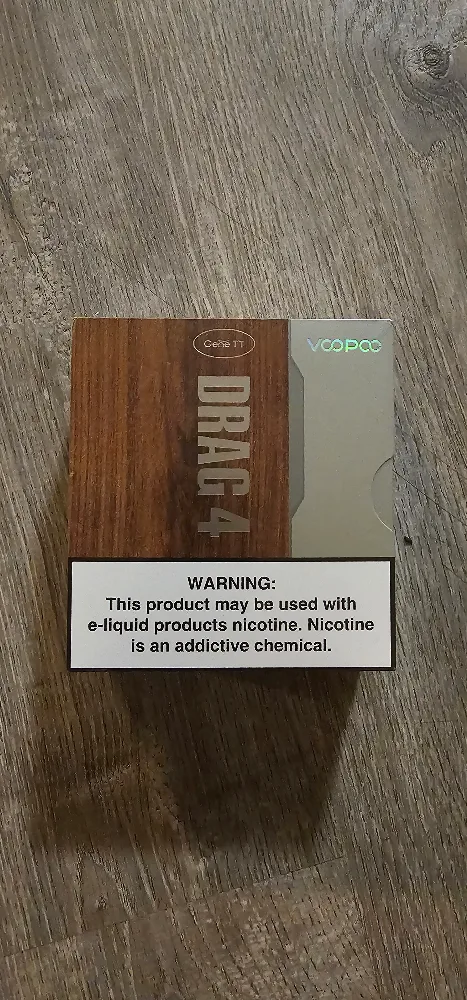 GENE TT
VOOPOO
DRAG 4
WARNING:
This product may be used with
e-liquid products nicotine. Nicotine
is an addictive chemical.